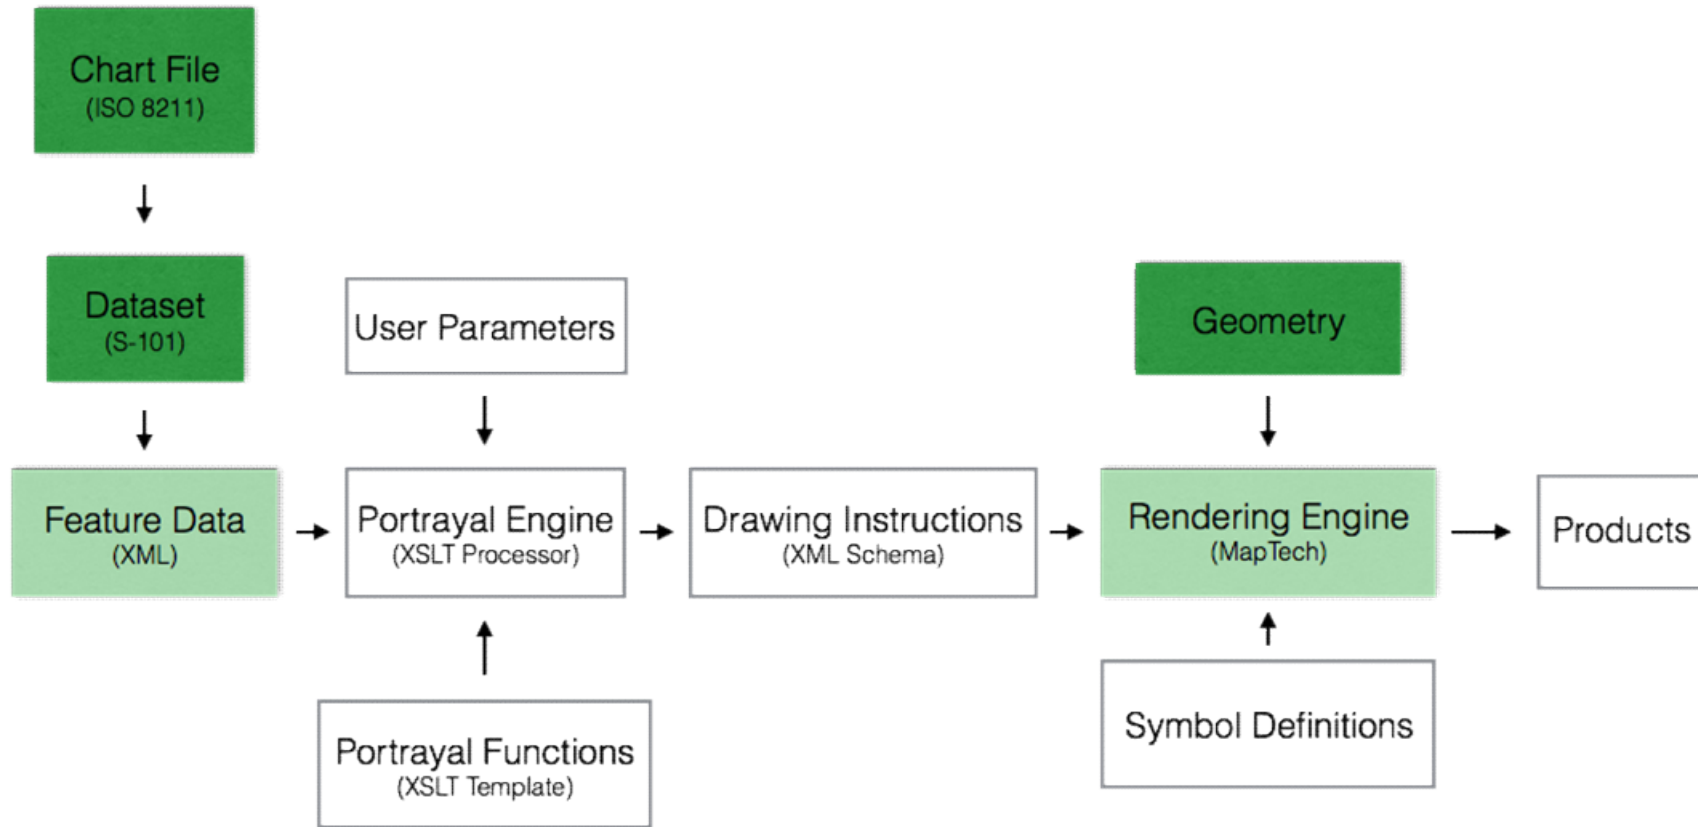 Chart File
(ISO 8211)
Dataset
(S-101)
User Parameters
Geometry
Feature Data
(XML)
Portrayal Engine
(XSLT Processor)
Drawing Instructions
(XML Schema)
Rendering Engine
(MapTech)
Products
Portrayal Functions
(XSLT Template)
Symbol Definitions